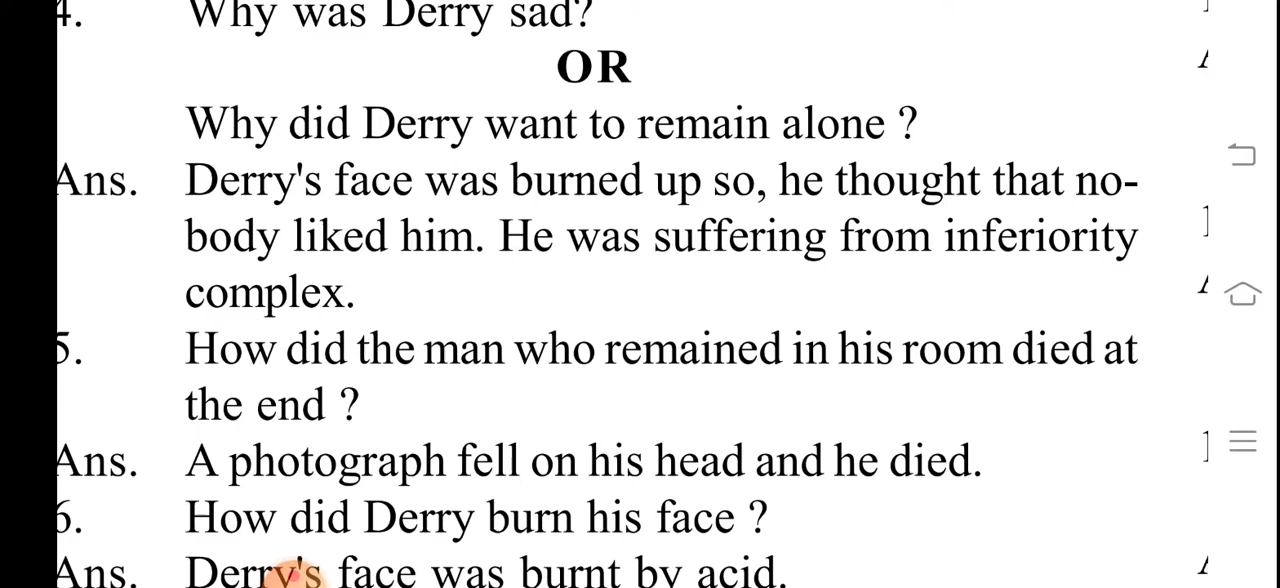 4. Why was Derry sad?
OR
Why did Derry want to remain alone ?
Ans. Derry's face was burned up so, he thought that no-
body liked him. He was suffering from inferiority
complex.
5. How did the man who remained in his room died at
the end ?
Ans. A photograph fell on his head and he died.
6. How did Derry burn his face ?
Ans. Derry's face was burnt by acid.